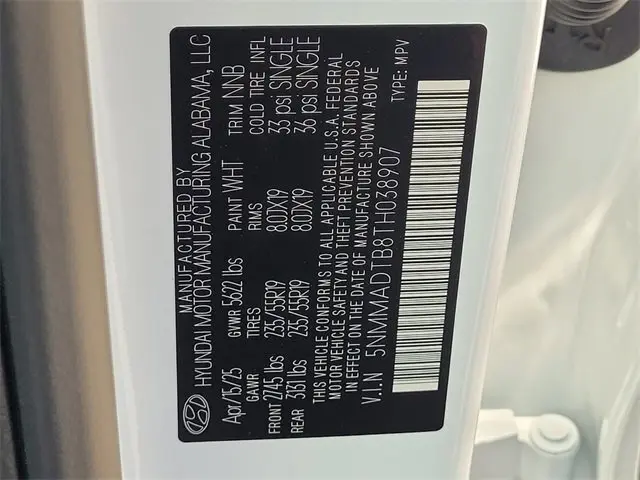 MANUFACTURED BY
HYUNDAI MOTOR MANUFACTURING ALABAMA, LLC
Apr/15/25 GVWR 5622 lbs PAINT WHT TRIM NNB
GAWR TIRES RIMS COLD TIRE INFL
FRONT 2745 lbs 235/55R19 8.0JX19 33 psi SINGLE
REAR 3131 lbs 235/55R19 8.0JX19 36 psi SINGLE
THIS VEHICLE CONFORMS TO ALL APPLICABLE U.S.A. FEDERAL
MOTOR VEHICLE SAFETY AND THEFT PREVENTION STANDARDS
IN EFFECT ON THE DATE OF MANUFACTURE SHOWN ABOVE.
V.I.N 5NMMADTB8TH038907 TYPE: MPV